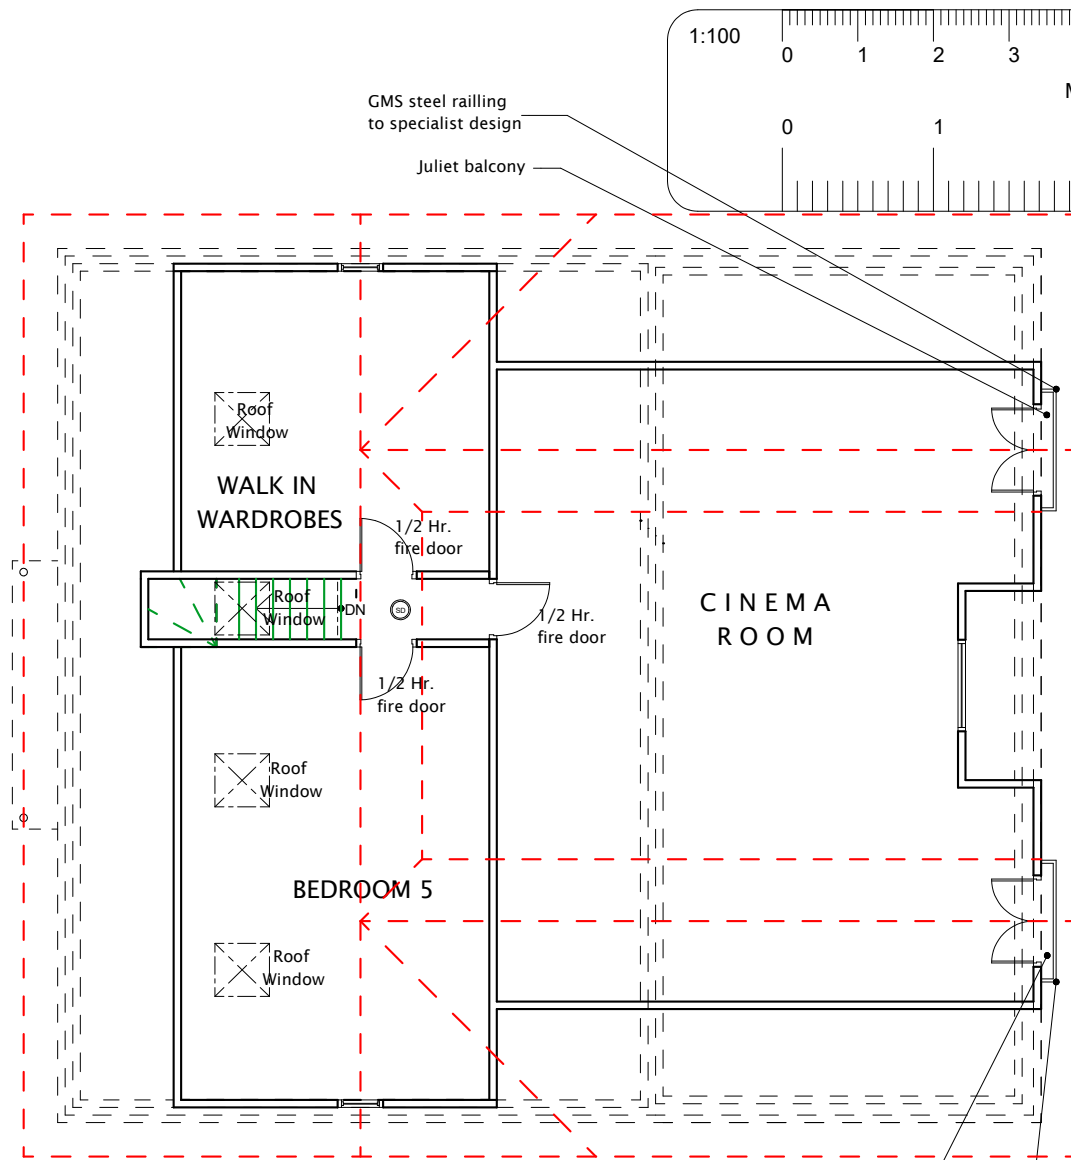 1:100
0 1 2 3
M
0 1
GMS steel railling
to specialist design
Juliet balcony
Roof
Window
WALK IN
WARDROBES
1/2 Hr.
fire door
Roof
Window
DN
SD
1/2 Hr.
fire door
CINEMA
ROOM
1/2 Hr.
fire door
Roof
Window
BEDROOM 5
Roof
Window